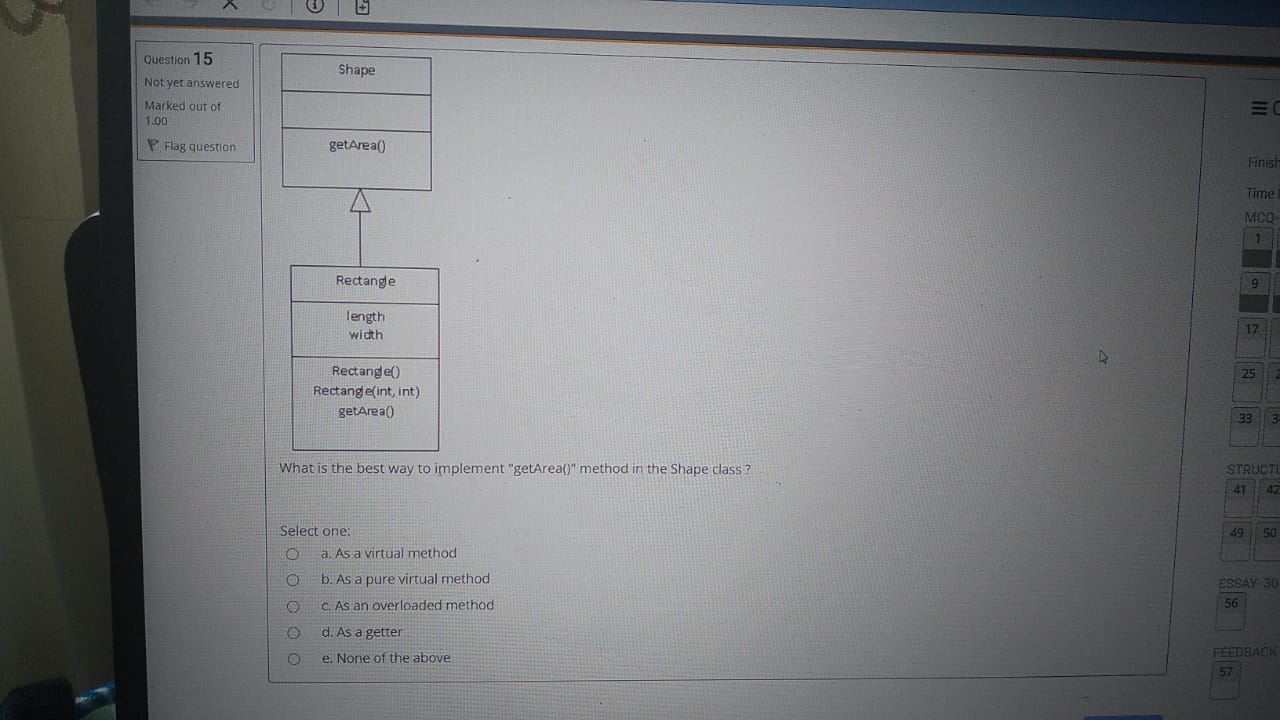 Question 15
Not yet answered
Marked out of
1.00
Flag question
Shape
getArea()
Rectangle
length
width
Rectangle()
Rectangle(int, int)
getArea()
What is the best way to implement "getArea()" method in the Shape class ?
Select one:
a. As a virtual method
b. As a pure virtual method
c. As an overloaded method
d. As a getter
e. None of the above
Finish
Time
MCQ-
1
9
17
25
33
41 42
49 50
ESSAY- 30
56
FEEDBACK
57